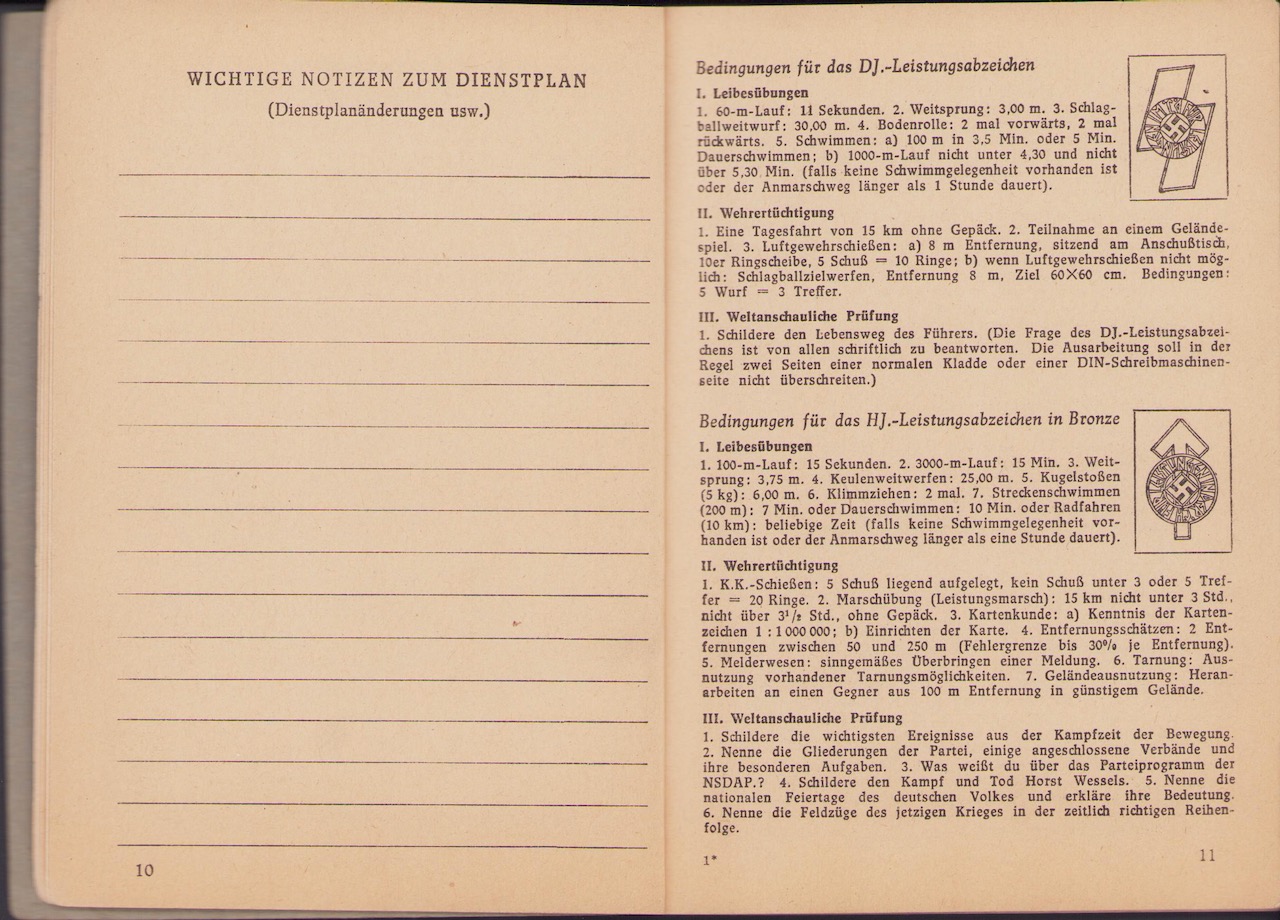 WICHTIGE NOTIZEN ZUM DIENSTPLAN
(Dienstplanänderungen usw.)
10
Bedingungen für das DJ.-Leistungsabzeichen
I. Leibesübungen
1. 60-m-Lauf: 11 Sekunden. 2. Weitsprung: 3,00 m. 3. Schlag-
ballweitwurf: 30,00 m. 4. Bodenrolle: 2 mal vorwärts, 2 mal
rückwärts. 5. Schwimmen: a) 100 m in 3,5 Min. oder 5 Min.
Dauerschwimmen; b) 1000-m-Lauf nicht unter 4,30 und nicht
über 5,30 Min. (falls keine Schwimmgelegenheit vorhanden ist
oder der Anmarschweg länger als 1 Stunde dauert).
II. Wehrertüchtigung
1. Eine Tagesfahrt von 15 km ohne Gepäck. 2. Teilnahme an einem Gelände-
spiel. 3. Luftgewehrschießen: a) 8 m Entfernung, sitzend am Anschußtisch,
10er Ringscheibe, 5 Schuß = 10 Ringe; b) wenn Luftgewehrschießen nicht mög-
lich: Schlagballzielwerfen, Entfernung 8 m, Ziel 60×60 cm. Bedingungen:
5 Wurf = 3 Treffer.
III. Weltanschauliche Prüfung
1. Schildere den Lebensweg des Führers. (Die Frage des DJ.-Leistungsabzei-
chens ist von allen schriftlich zu beantworten. Die Ausarbeitung soll in der
Regel zwei Seiten einer normalen Kladde oder einer DIN-Schreibmaschinen-
seite nicht überschreiten.)
Bedingungen für das HJ.-Leistungsabzeichen in Bronze
I. Leibesübungen
1. 100-m-Lauf: 15 Sekunden. 2. 3000-m-Lauf: 15 Min. 3. Weit-
sprung: 3,75 m. 4. Keulenweitwerfen: 25,00 m. 5. Kugelstoßen
(5 kg): 6,00 m. 6. Klimmziehen: 2 mal. 7. Streckenschwimmen
(200 m): 7 Min. oder Dauerschwimmen: 10 Min. oder Radfahren
(10 km): beliebige Zeit (falls keine Schwimmgelegenheit vor-
handen ist oder der Anmarschweg länger als eine Stunde dauert).
II. Wehrertüchtigung
1. K.K.-Schießen: 5 Schuß liegend aufgelegt, kein Schuß unter 3 oder 5 Tref-
fer = 20 Ringe. 2. Marschübung (Leistungsmarsch): 15 km nicht unter 3 Std.,
nicht über 3¹/₂ Std., ohne Gepäck. 3. Kartenkunde: a) Kenntnis der Karten-
zeichen 1 : 1 000 000; b) Einrichten der Karte. 4. Entfernungsschätzen: 2 Ent-
fernungen zwischen 50 und 250 m (Fehlergrenze bis 30% je Entfernung).
5. Melderwesen: sinngemäßes Überbringen einer Meldung. 6. Tarnung: Aus-
nutzung vorhandener Tarnungsmöglichkeiten. 7. Geländeausnutzung: Heran-
arbeiten an einen Gegner aus 100 m Entfernung in günstigem Gelände.
III. Weltanschauliche Prüfung
1. Schildere die wichtigsten Ereignisse aus der Kampfzeit der Bewegung.
2. Nenne die Gliederungen der Partei, einige angeschlossene Verbände und
ihre besonderen Aufgaben. 3. Was weißt du über das Parteiprogramm der
NSDAP.? 4. Schildere den Kampf und Tod Horst Wessels. 5. Nenne die
nationalen Feiertage des deutschen Volkes und erkläre ihre Bedeutung.
6. Nenne die Feldzüge des jetzigen Krieges in der zeitlich richtigen Reihen-
folge.
1*
11